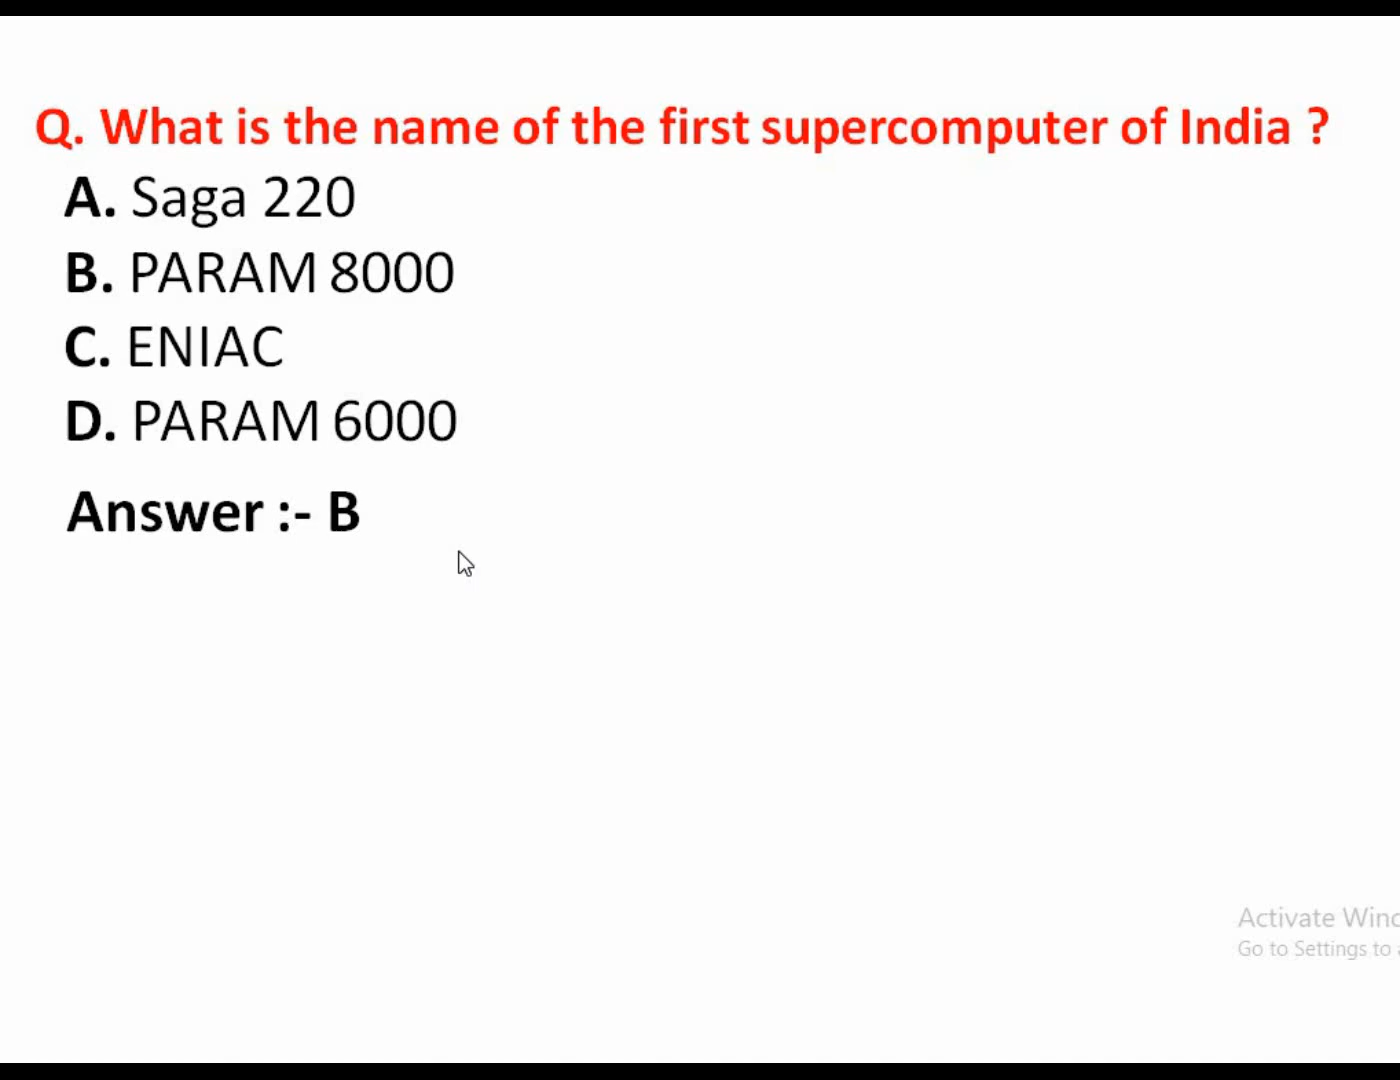 Q. What is the name of the first supercomputer of India ?
A. Saga 220
B. PARAM 8000
C. ENIAC
D. PARAM 6000
Answer :- B
Activate
Go to Settings to